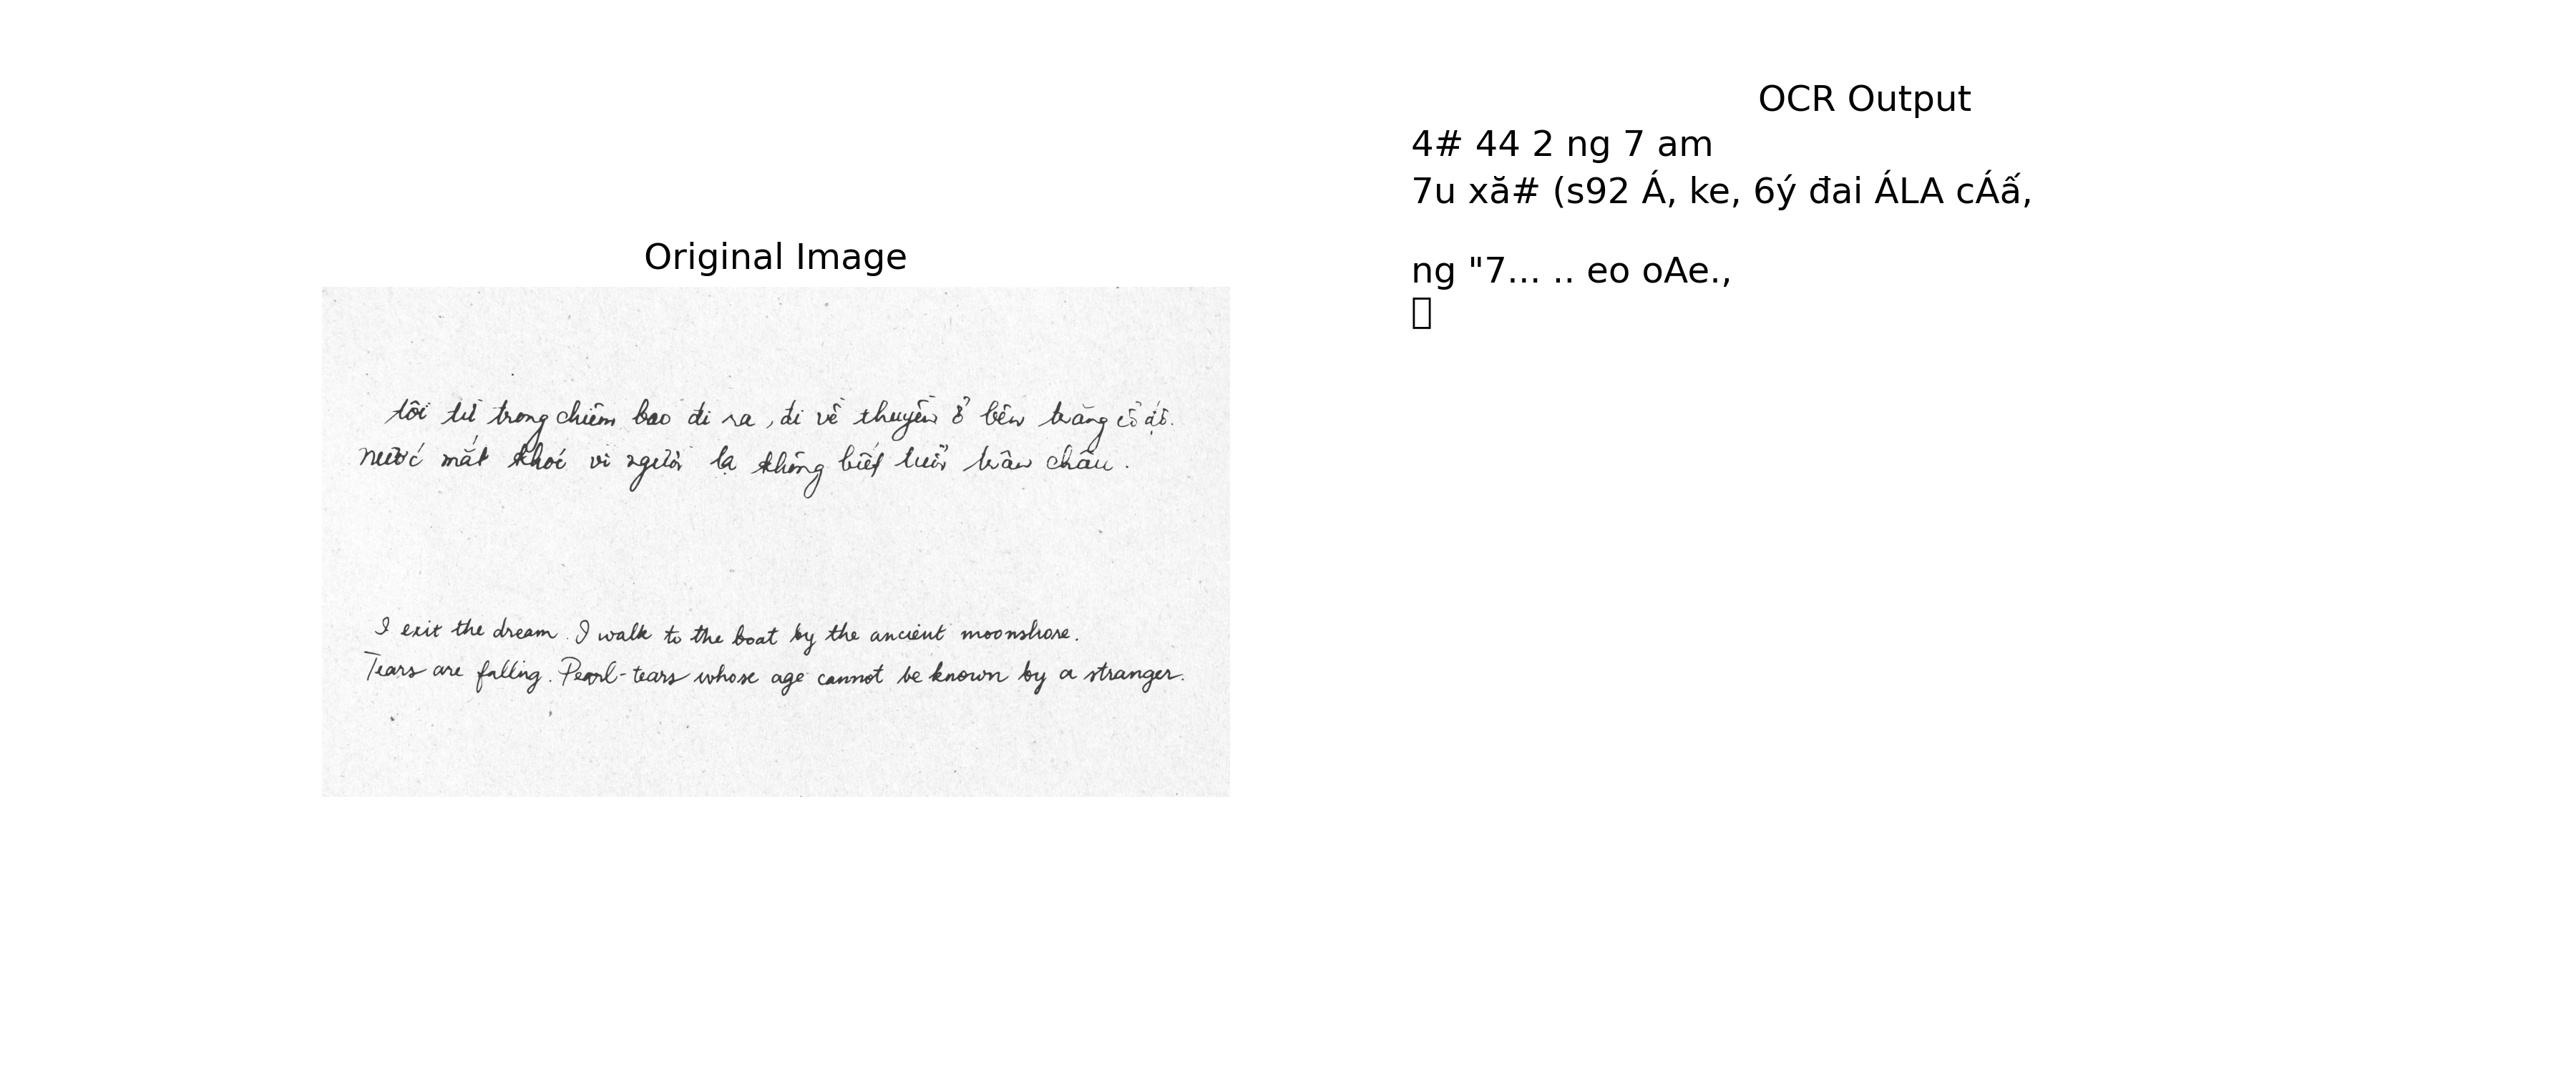 OCR Output
4# 44 2 ng 7 am
7u xă# (s92 Á, ke, 6ý đai ÁLA cÁấ,
ng "7... .. eo oAe.,
Original Image
tôi từ trong chiêm bao đi ra, đi về thuyền ở bên trăng cổ độ.
nước mắt khóc vì người lạ không biết tuổi trân châu.
I exit the dream. I walk to the boat by the ancient moonshore.
Tears are falling. Pearl-tears whose age cannot be known by a stranger.